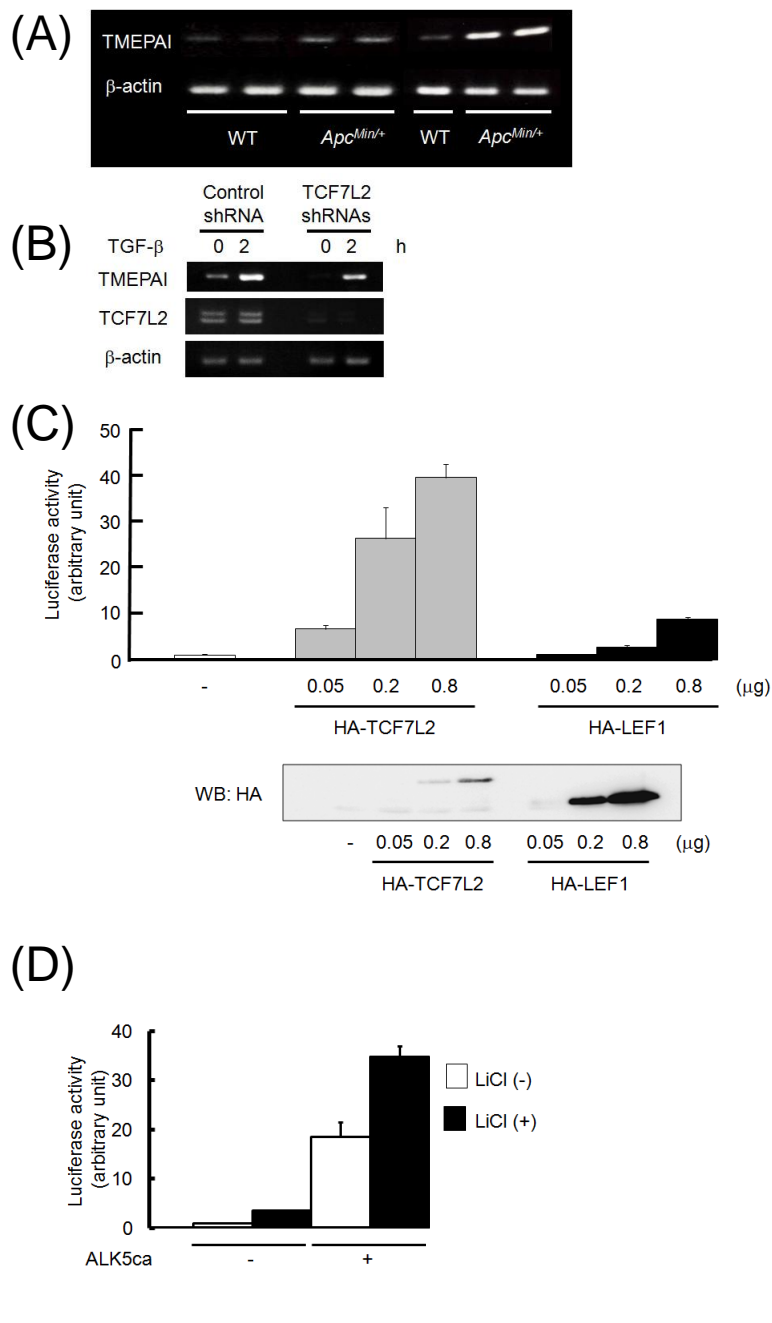 (A)
TMEPAI
β-actin
WT Apc^Min/+ WT Apc^Min/+
Control shRNA TCF7L2 shRNAs
(B)
TGF-β 0 2 0 2 h
TMEPAI
TCF7L2
β-actin
(C)
Luciferase activity
(arbitrary unit)
50
40
30
20
10
0
- 0.05 0.2 0.8 0.05 0.2 0.8 (μg)
HA-TCF7L2 HA-LEF1
WB: HA
- 0.05 0.2 0.8 0.05 0.2 0.8 (μg)
HA-TCF7L2 HA-LEF1
(D)
Luciferase activity
(arbitrary unit)
40
30
20
10
0
LiCl (-)
LiCl (+)
ALK5ca - +